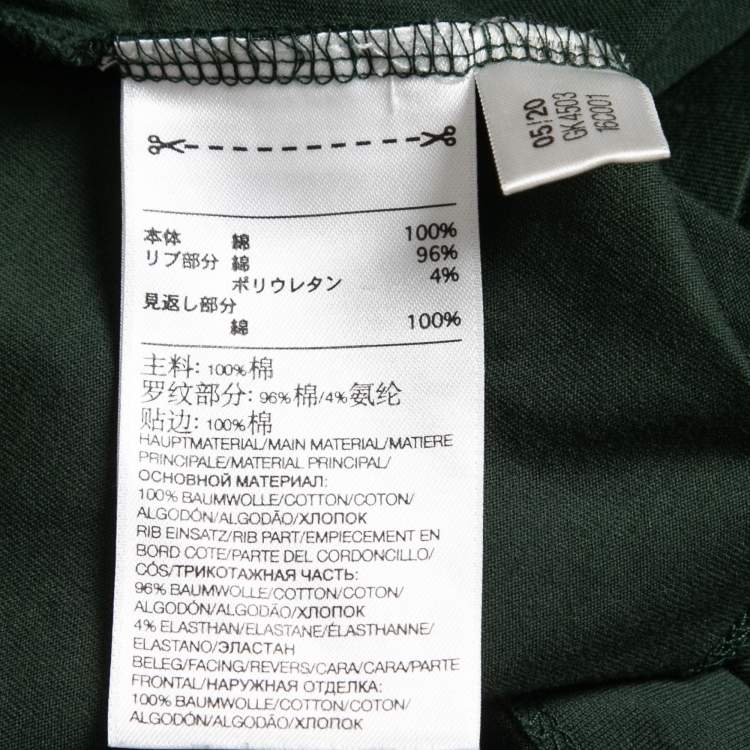 05!20
GK4503
16C001
本体 綿 100%
リブ部分 綿 96%
ポリウレタン 4%
見返し部分
綿 100%
主料: 100%棉
罗纹部分: 96%棉/4%氨纶
贴边: 100%棉
HAUPTMATERIAL/MAIN MATERIAL/MATIERE
PRINCIPALE/MATERIAL PRINCIPAL/
ОСНОВНОЙ МАТЕРИАЛ:
100% BAUMWOLLE/COTTON/COTON/
ALGODÓN/ALGODÃO/ХЛОПОК
RIB EINSATZ/RIB PART/EMPIECEMENT EN
BORD COTE/PARTE DEL CORDONCILLO/
CÓS/ТРИКОТАЖНАЯ ЧАСТЬ:
96% BAUMWOLLE/COTTON/COTON/
ALGODÓN/ALGODÃO/ХЛОПОК
4% ELASTHAN/ELASTANE/ÉLASTHANNE/
ELASTANO/ЭЛАСТАН
BELEG/FACING/REVERS/CARA/CARA/PARTE
FRONTAL/НАРУЖНАЯ ОТДЕЛКА:
100% BAUMWOLLE/COTTON/COTON/
ALGODÓN/ALGODÃO/ХЛОПОК